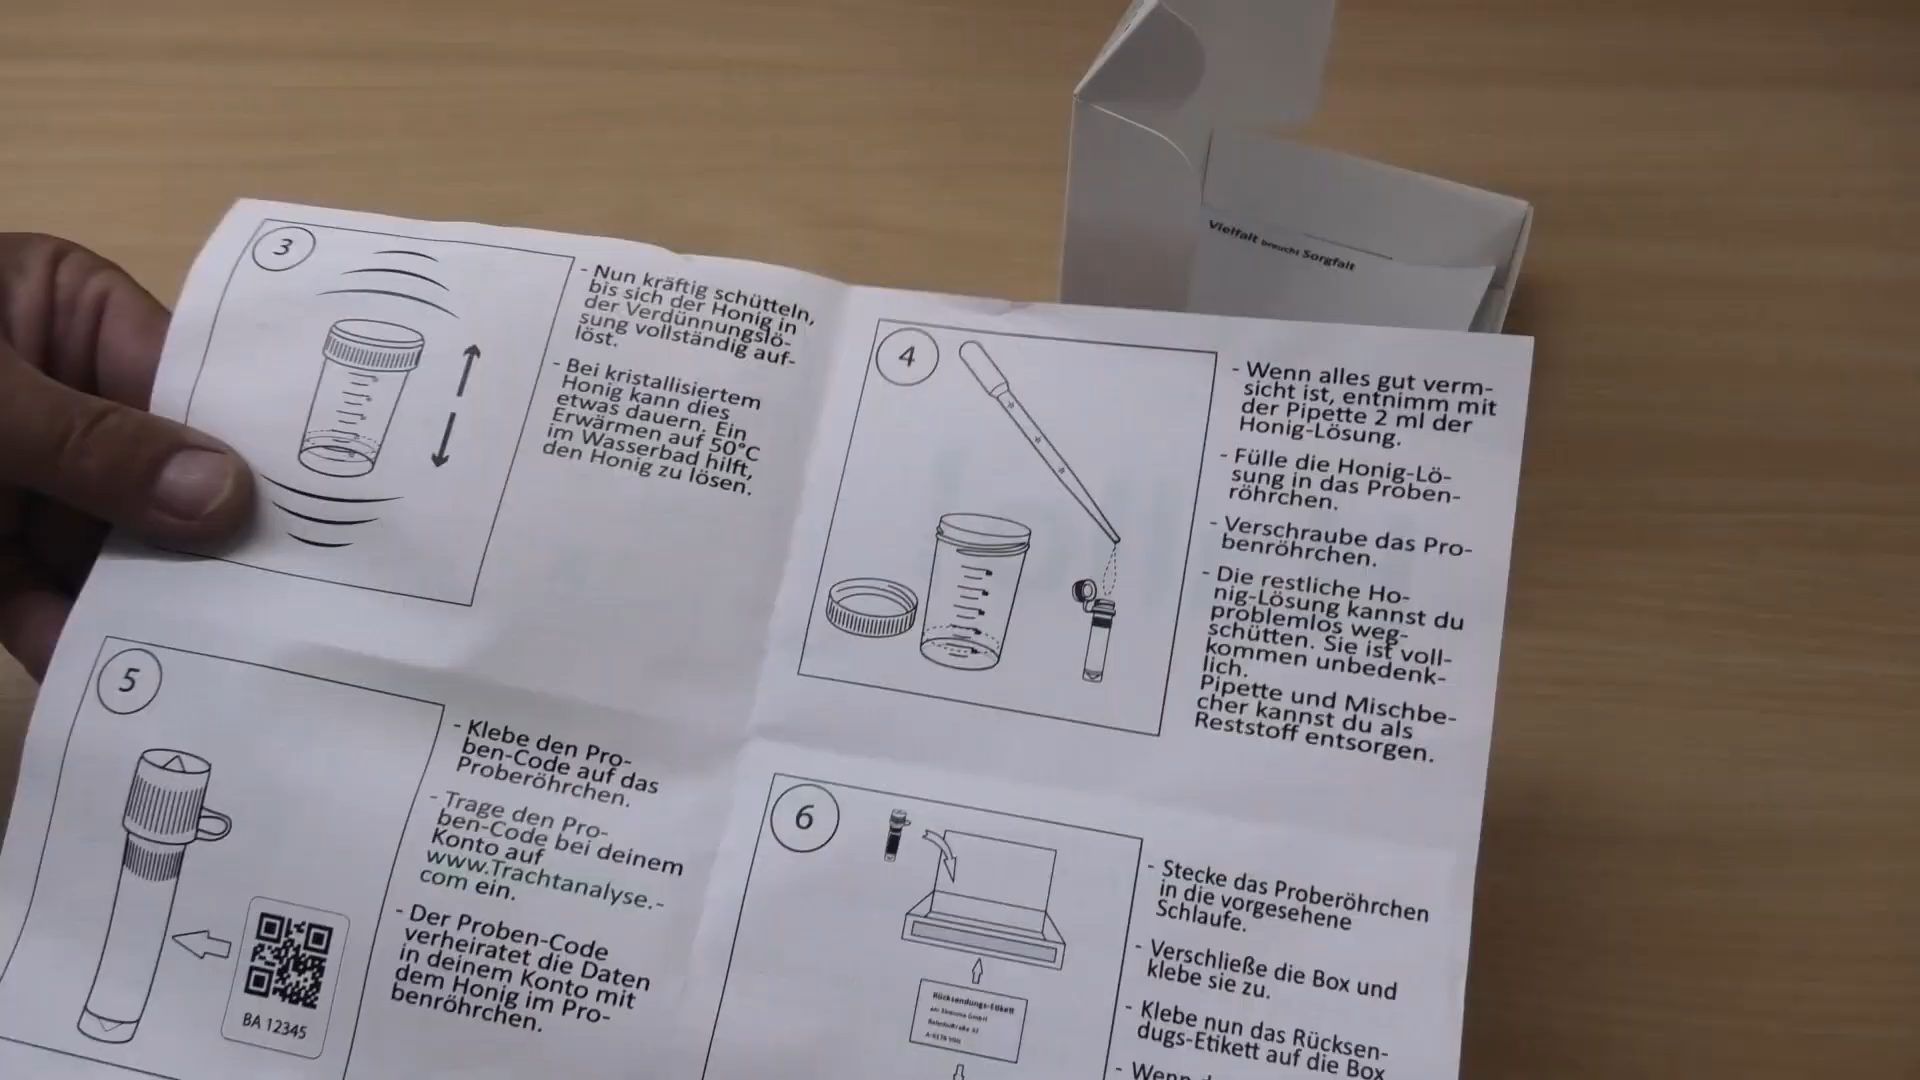 Vielfalt braucht Sorgfalt
3
- Nun kräftig schütteln,
bis sich der Honig in
der Verdünnungslö-
sung vollständig auf-
löst.
- Bei kristallisiertem
Honig kann dies
etwas dauern. Ein
Erwärmen auf 50°C
im Wasserbad hilft,
den Honig zu lösen.
4
- Wenn alles gut verm-
sicht ist, entnimm mit
der Pipette 2 ml der
Honig-Lösung.
- Fülle die Honig-Lö-
sung in das Proben-
röhrchen.
- Verschraube das Pro-
benröhrchen.
- Die restliche Ho-
nig-Lösung kannst du
problemlos weg-
schütten. Sie ist voll-
kommen unbedenk-
lich.
Pipette und Mischbe-
cher kannst du als
Reststoff entsorgen.
5
- Klebe den Pro-
ben-Code auf das
Proberöhrchen.
- Trage den Pro-
ben-Code bei deinem
Konto auf
www.Trachtanalyse.-
com ein.
- Der Proben-Code
verheiratet die Daten
in deinem Konto mit
dem Honig im Pro-
benröhrchen.
BA 12345
6
- Stecke das Proberöhrchen
in die vorgesehene
Schlaufe.
- Verschließe die Box und
klebe sie zu.
- Klebe nun das Rücksen-
dugs-Etikett auf die Box
- Wenn
Rücksendungs-Etikett